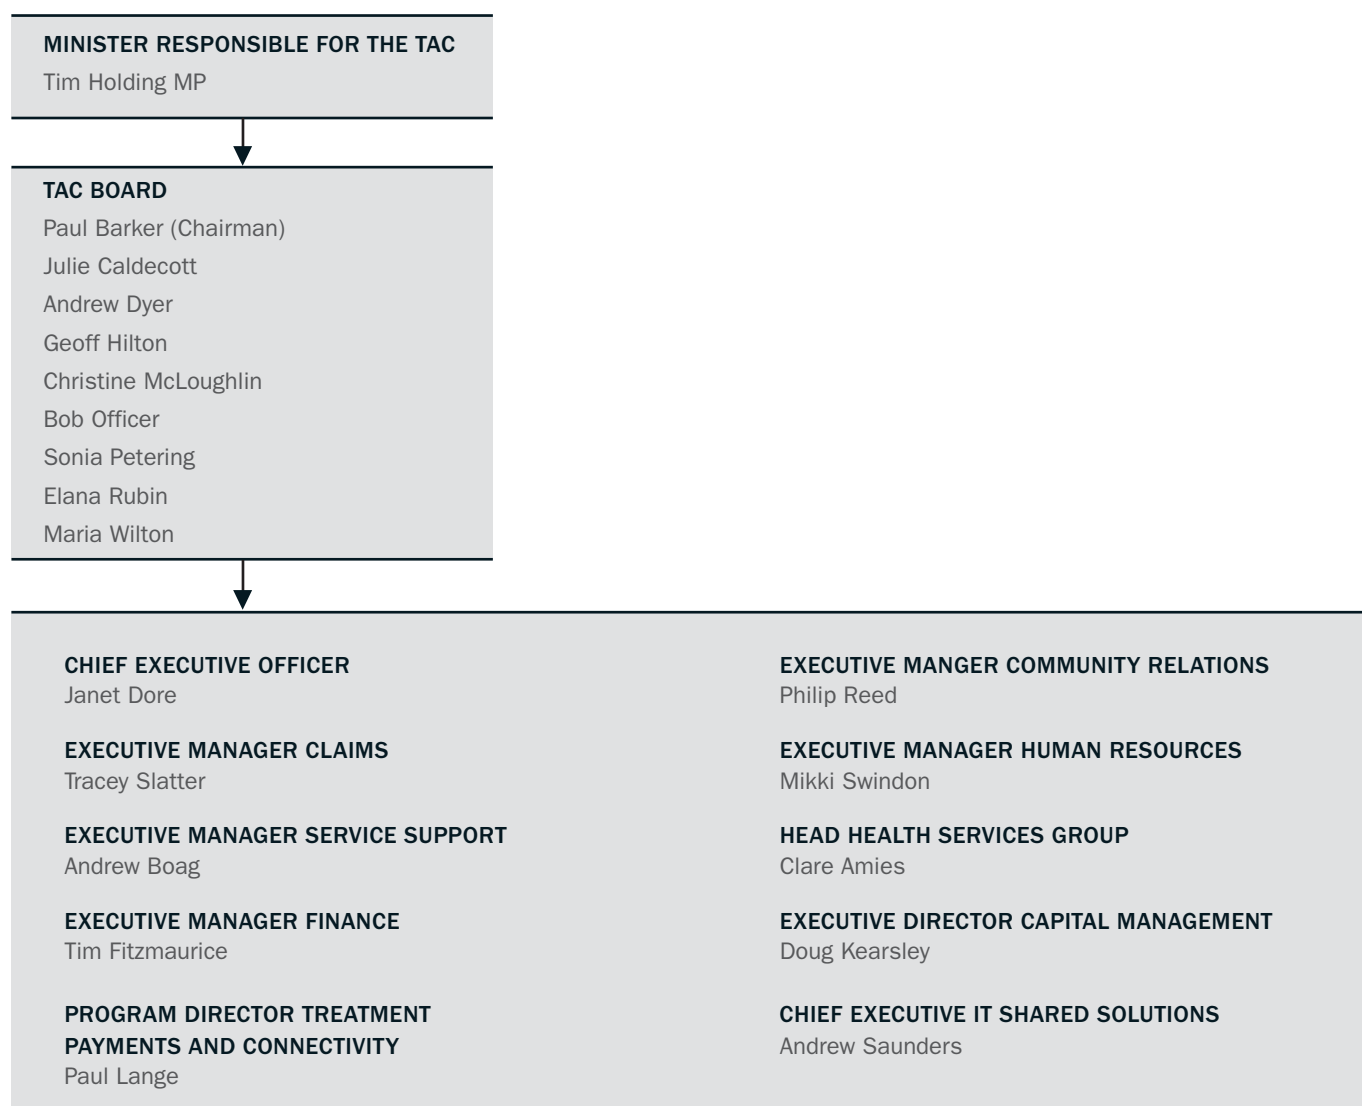 MINISTER RESPONSIBLE FOR THE TAC
Tim Holding MP
TAC BOARD
Paul Barker (Chairman)
Julie Caldecott
Andrew Dyer
Geoff Hilton
Christine McLoughlin
Bob Officer
Sonia Petering
Elana Rubin
Maria Wilton
CHIEF EXECUTIVE OFFICER
Janet Dore
EXECUTIVE MANAGER CLAIMS
Tracey Slatter
EXECUTIVE MANAGER SERVICE SUPPORT
Andrew Boag
EXECUTIVE MANAGER FINANCE
Tim Fitzmaurice
PROGRAM DIRECTOR TREATMENT
PAYMENTS AND CONNECTIVITY
Paul Lange
EXECUTIVE MANGER COMMUNITY RELATIONS
Philip Reed
EXECUTIVE MANAGER HUMAN RESOURCES
Mikki Swindon
HEAD HEALTH SERVICES GROUP
Clare Amies
EXECUTIVE DIRECTOR CAPITAL MANAGEMENT
Doug Kearsley
CHIEF EXECUTIVE IT SHARED SOLUTIONS
Andrew Saunders